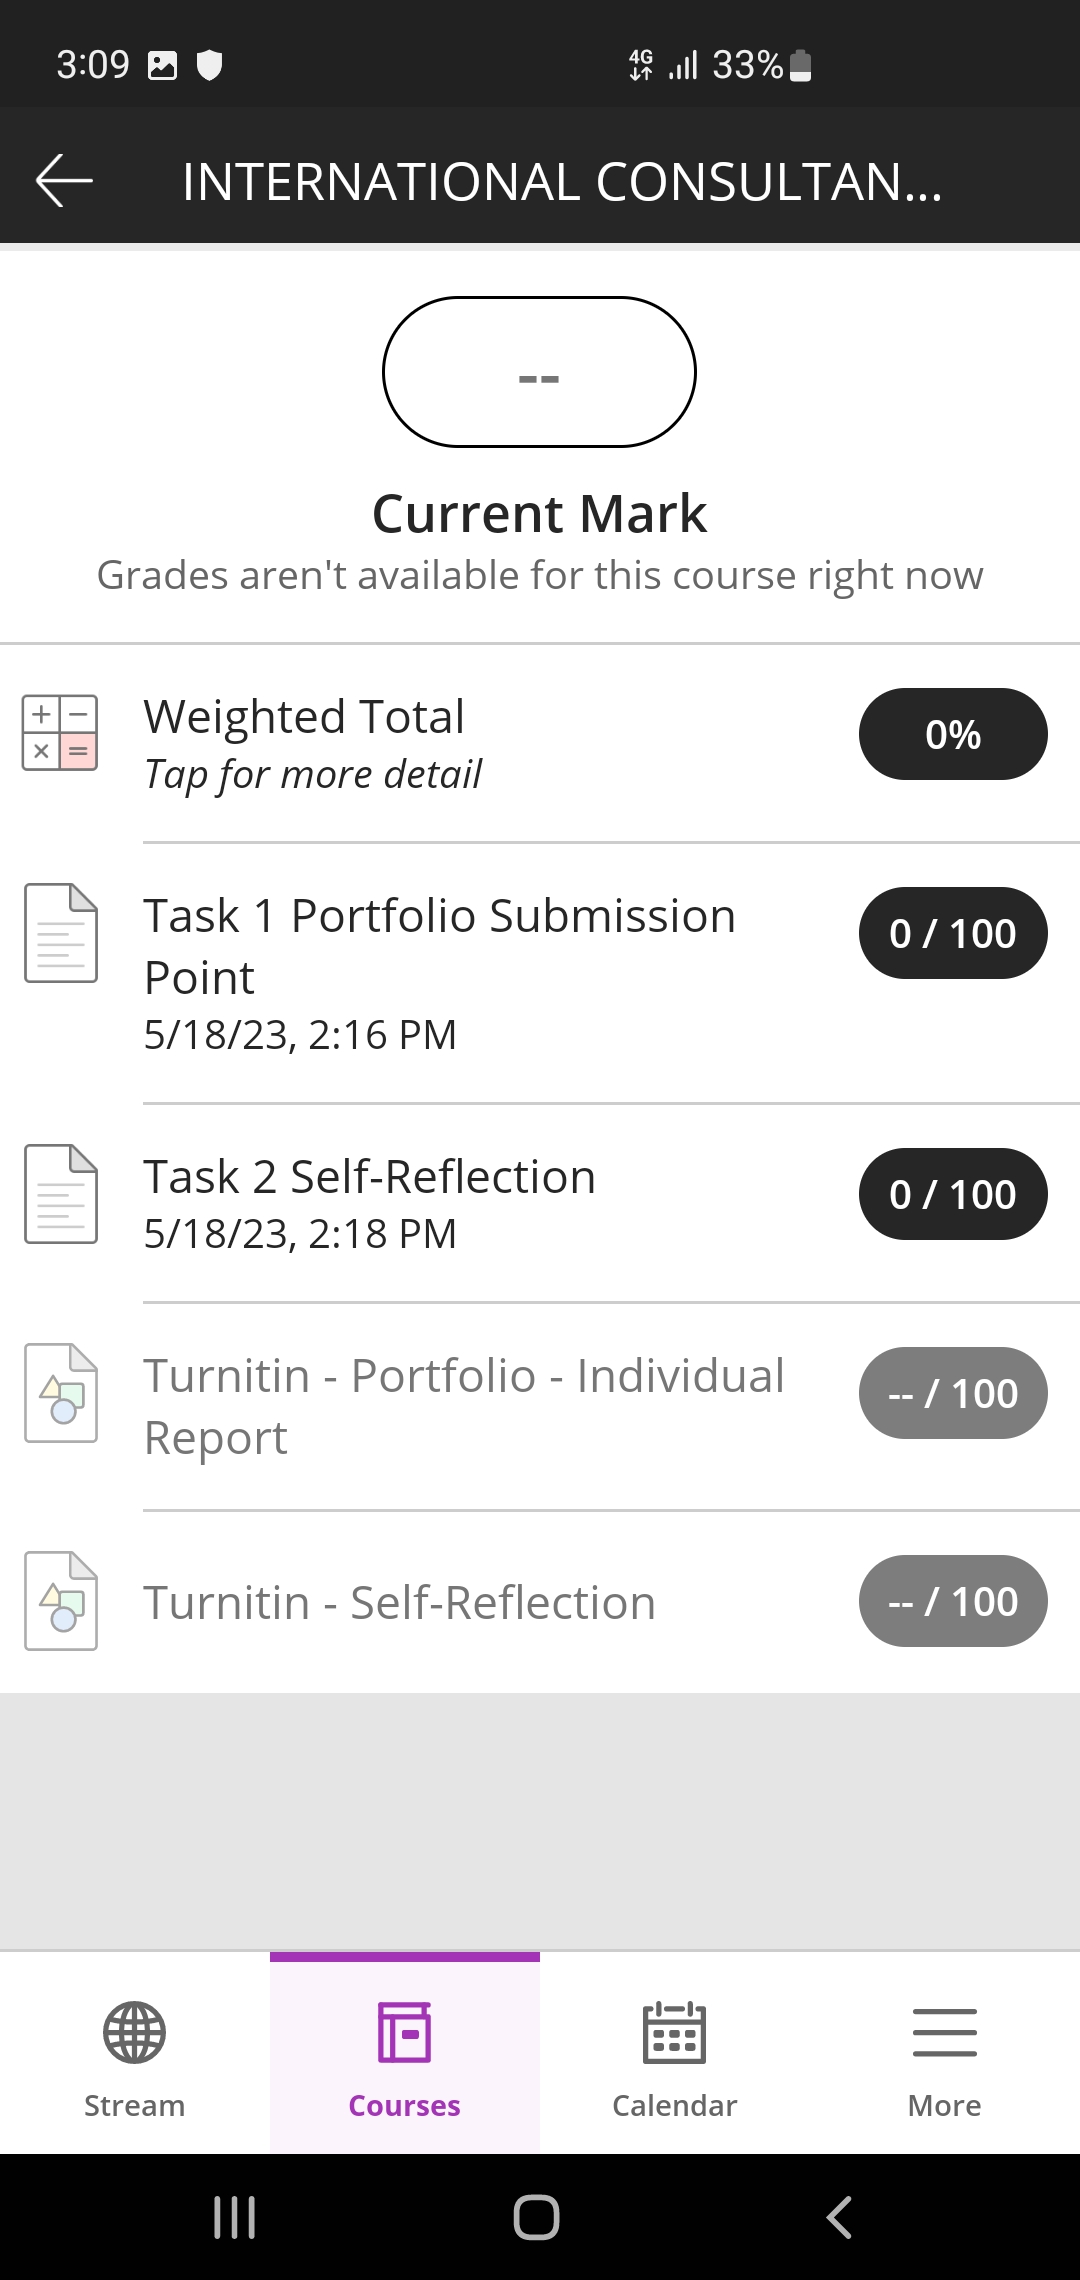 3:09 4G 33%
INTERNATIONAL CONSULTAN...
--
Current Mark
Grades aren't available for this course right now
Weighted Total 0%
Tap for more detail
Task 1 Portfolio Submission 0 / 100
Point
5/18/23, 2:16 PM
Task 2 Self-Reflection 0 / 100
5/18/23, 2:18 PM
Turnitin - Portfolio - Individual -- / 100
Report
Turnitin - Self-Reflection -- / 100
Stream Courses Calendar More